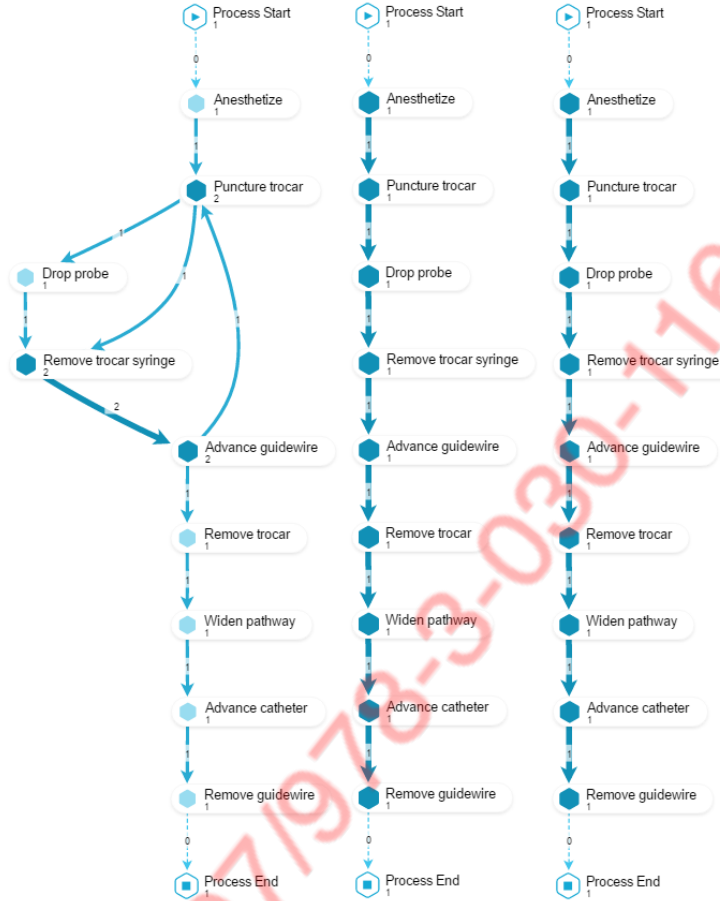 Process Start
1
0
Anesthetize
1
1
Puncture trocar
2
1
1
1
Drop probe
1
1
Remove trocar syringe
2
2
Advance guidewire
2
1
Remove trocar
1
1
Widen pathway
1
1
Advance catheter
1
1
Remove guidewire
1
0
Process End
1
Process Start
1
0
Anesthetize
1
1
Puncture trocar
1
1
Drop probe
1
1
Remove trocar syringe
1
1
Advance guidewire
1
1
Remove trocar
1
1
Widen pathway
1
1
Advance catheter
1
1
Remove guidewire
1
0
Process End
1
Process Start
1
0
Anesthetize
1
1
Puncture trocar
1
1
Drop probe
1
1
Remove trocar syringe
1
1
Advance guidewire
1
1
Remove trocar
1
1
Widen pathway
1
1
Advance catheter
1
1
Remove guidewire
1
0
Process End
1
07/978-3-030-116